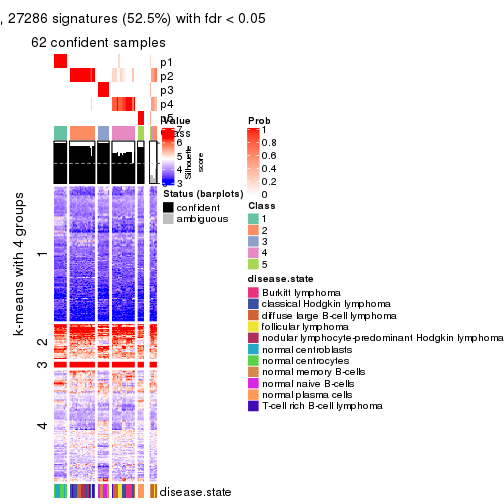 , 27286 signatures (52.5%) with fdr < 0.05
62 confident samples
p1
p2
p3
p4
p5
Class
k-means with 4 groups
1
2
3
4
Value
7
6
5
4
3
Silhouette
score
Status (barplots)
confident
ambiguous
Prob
1
0.8
0.6
0.4
0.2
0
Class
1
2
3
4
5
disease.state
Burkitt lymphoma
classical Hodgkin lymphoma
diffuse large B-cell lymphoma
follicular lymphoma
nodular lymphocyte-predominant Hodgkin lymphoma
normal centroblasts
normal centrocytes
normal memory B-cells
normal naive B-cells
normal plasma cells
T-cell rich B-cell lymphoma
disease.state